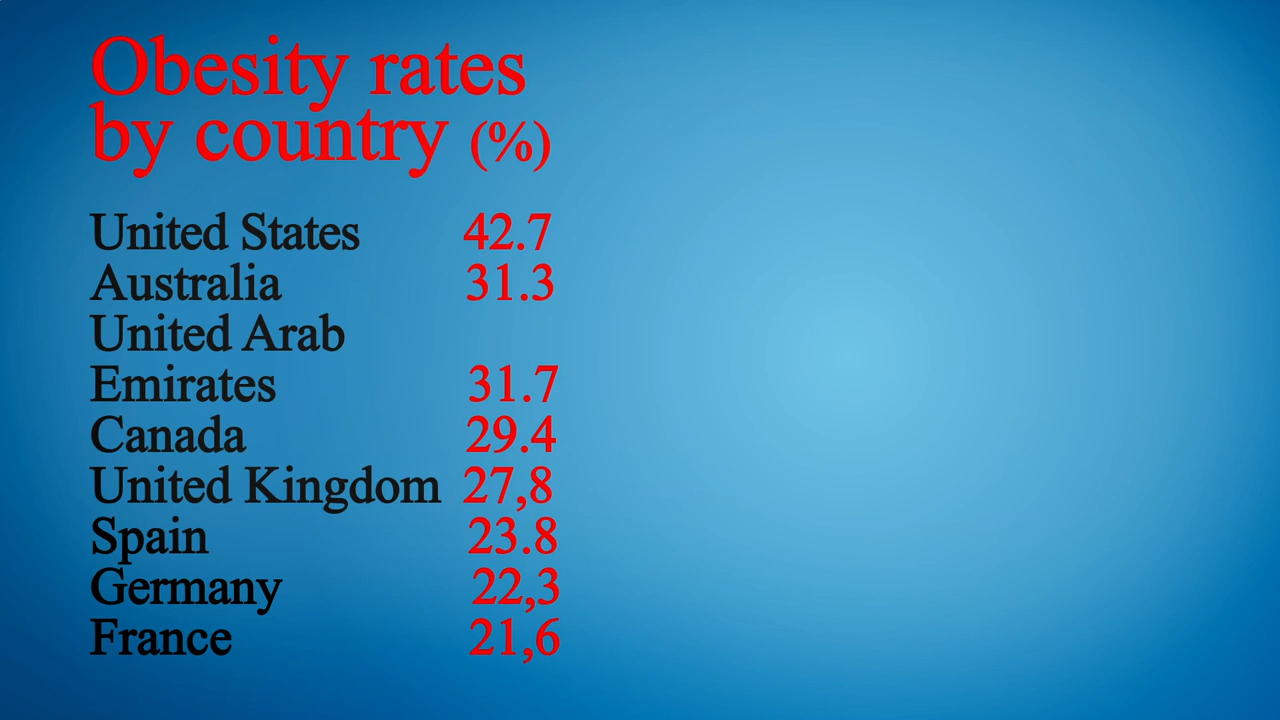 Obesity rates
by country (%)
United States 42.7
Australia 31.3
United Arab
Emirates 31.7
Canada 29.4
United Kingdom 27,8
Spain 23.8
Germany 22,3
France 21,6